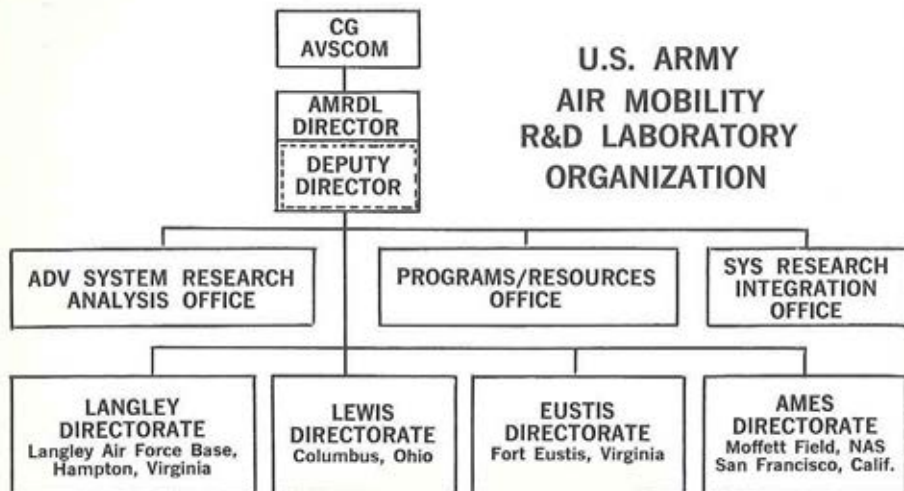 CG
AVSCOM
U.S. ARMY
AIR MOBILITY
R&D LABORATORY
ORGANIZATION
AMRDL
DIRECTOR
DEPUTY
DIRECTOR
ADV SYSTEM RESEARCH
ANALYSIS OFFICE
PROGRAMS/RESOURCES
OFFICE
SYS RESEARCH
INTEGRATION
OFFICE
LANGLEY
DIRECTORATE
Langley Air Force Base,
Hampton, Virginia
LEWIS
DIRECTORATE
Columbus, Ohio
EUSTIS
DIRECTORATE
Fort Eustis, Virginia
AMES
DIRECTORATE
Moffett Field, NAS
San Francisco, Calif.